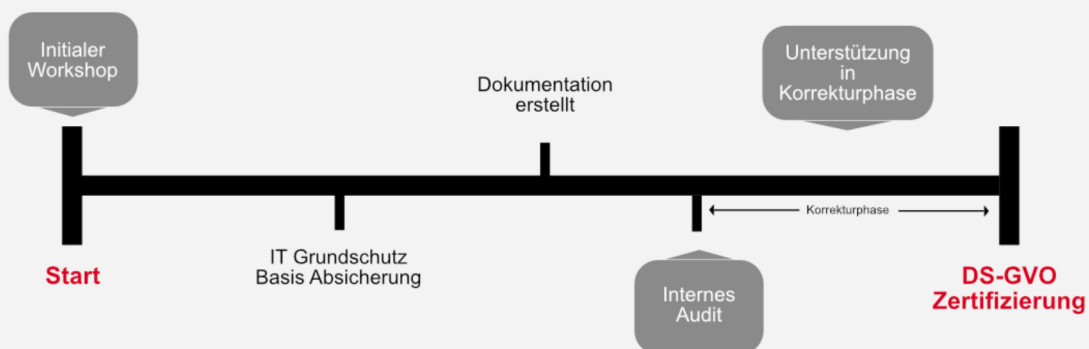 Initialer
Workshop
Unterstützung
in
Korrekturphase
Dokumentation
erstellt
Korrekturphase
IT Grundschutz
Basis Absicherung
Start
Internes
Audit
DS-GVO
Zertifizierung